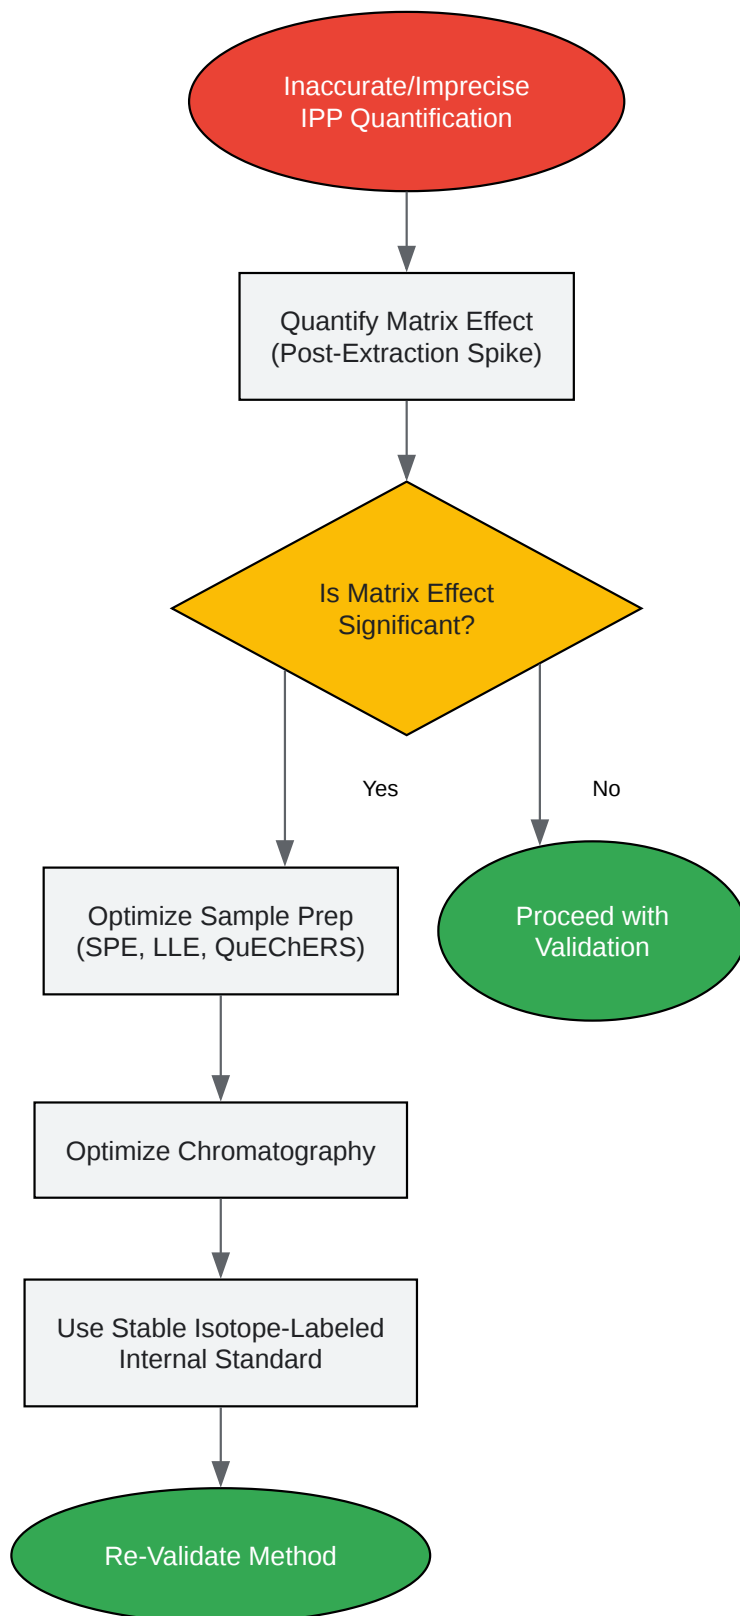 Inaccurate/Imprecise
IPP Quantification
Quantify Matrix Effect
(Post-Extraction Spike)
Is Matrix Effect
Significant?
Yes
No
Optimize Sample Prep
(SPE, LLE, QuEChERS)
Proceed with
Validation
Optimize Chromatography
Use Stable Isotope-Labeled
Internal Standard
Re-Validate Method